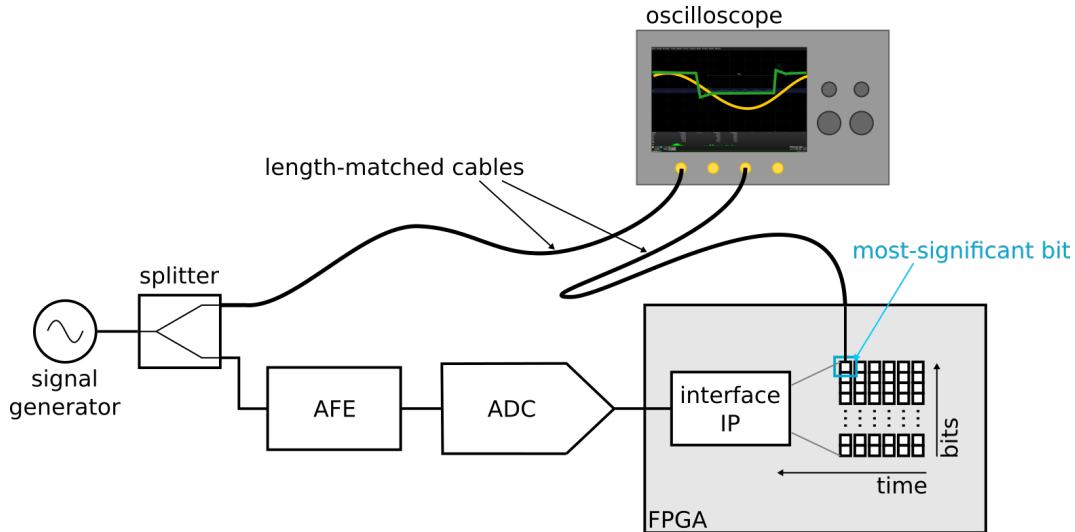 oscilloscope
length-matched cables
most-significant bit
splitter
signal
generator
AFE
ADC
interface
IP
bits
time
FPGA